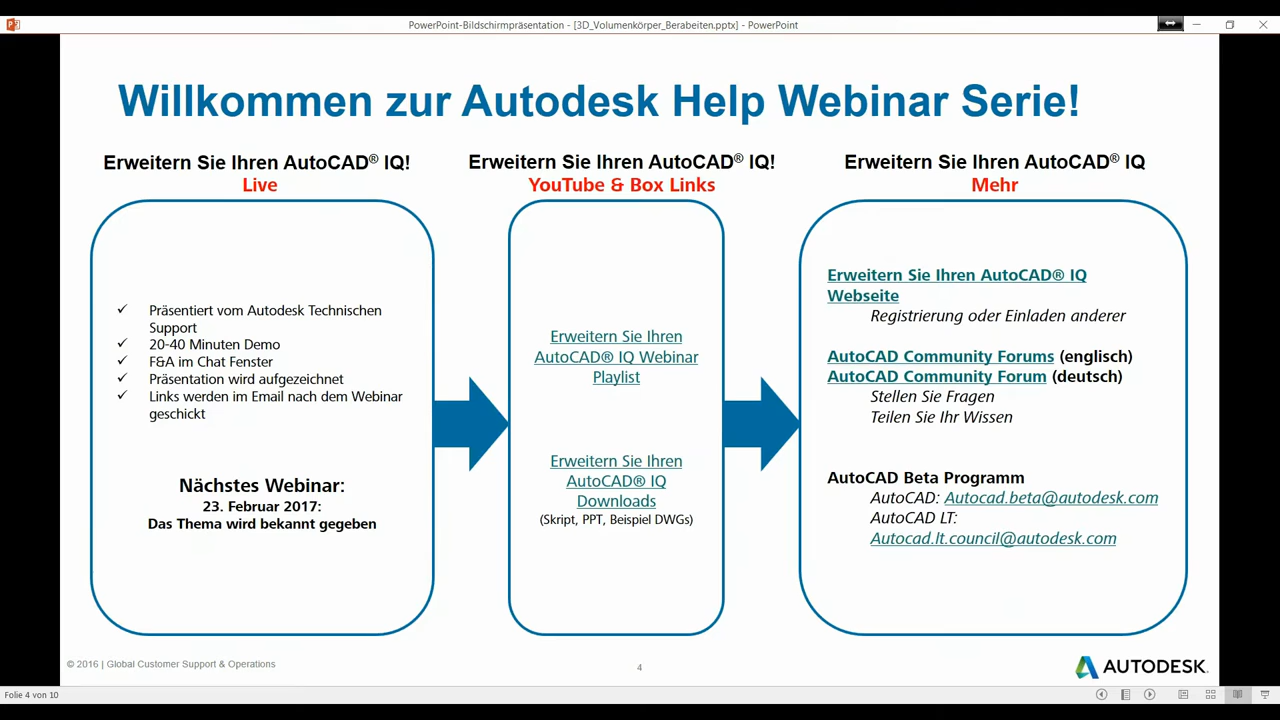 PowerPoint-Bildschirmpräsentation - [3D_Volumenkörper_Berabeiten.pptx] - PowerPoint
Willkommen zur Autodesk Help Webinar Serie!
Erweitern Sie Ihren AutoCAD® IQ!
Live
Präsentiert vom Autodesk Technischen
Support
20-40 Minuten Demo
F&A im Chat Fenster
Präsentation wird aufgezeichnet
Links werden im Email nach dem Webinar
geschickt
Nächstes Webinar:
23. Februar 2017:
Das Thema wird bekannt gegeben
Erweitern Sie Ihren AutoCAD® IQ!
YouTube & Box Links
Erweitern Sie Ihren
AutoCAD® IQ Webinar
Playlist
Erweitern Sie Ihren
AutoCAD® IQ
Downloads
(Skript, PPT, Beispiel DWGs)
Erweitern Sie Ihren AutoCAD® IQ
Mehr
Erweitern Sie Ihren AutoCAD® IQ
Webseite
Registrierung oder Einladen anderer
AutoCAD Community Forums (englisch)
AutoCAD Community Forum (deutsch)
Stellen Sie Fragen
Teilen Sie Ihr Wissen
AutoCAD Beta Programm
AutoCAD: Autocad.beta@autodesk.com
AutoCAD LT:
Autocad.lt.council@autodesk.com
© 2016 | Global Customer Support & Operations
4
AUTODESK.
Folie 4 von 10